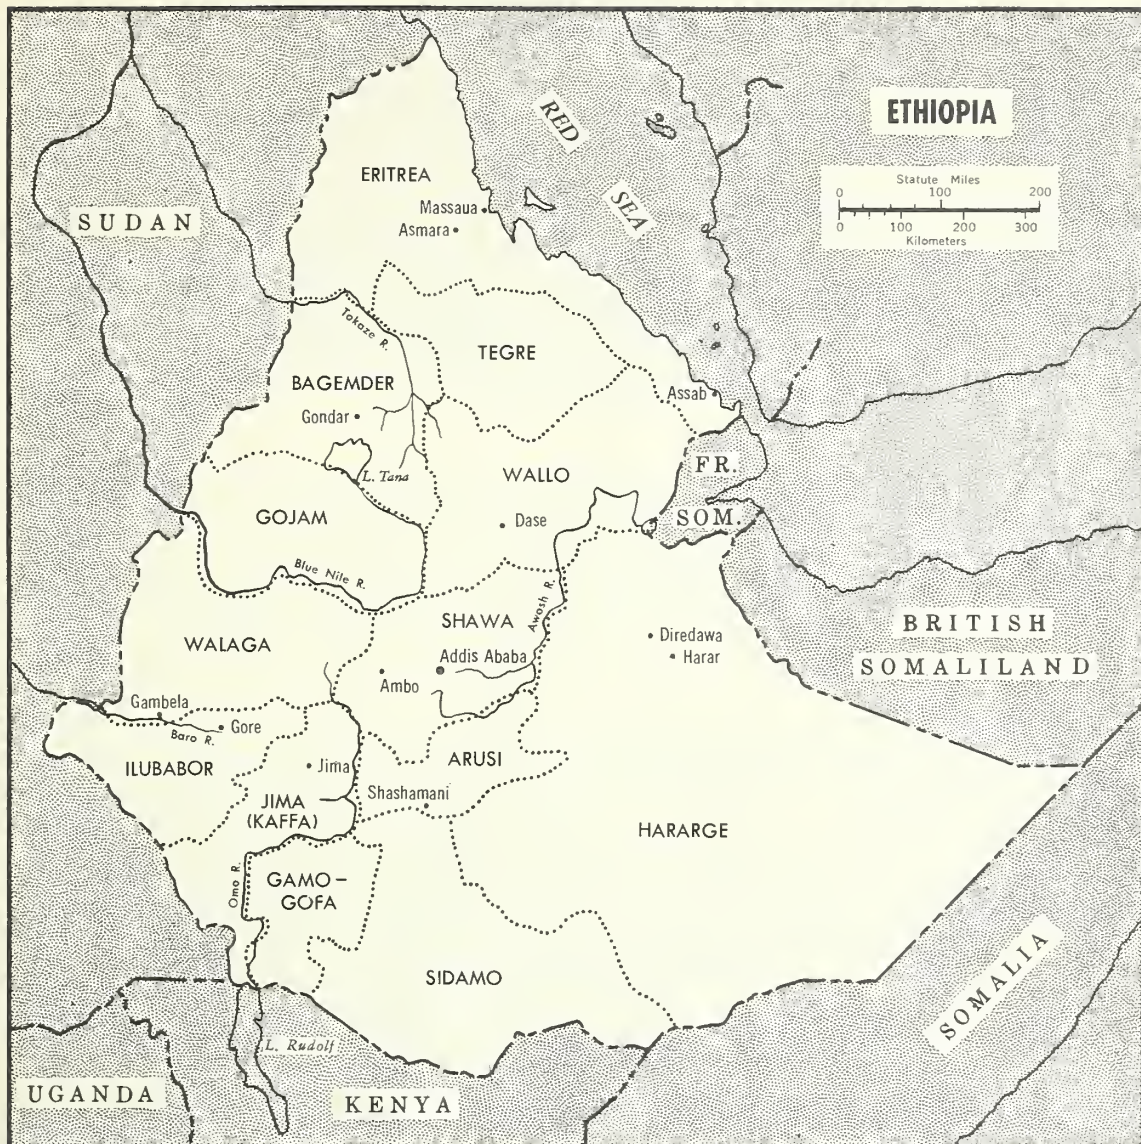 ETHIOPIA
Statute Miles
0 100 200
0 100 200 300
Kilometers
RED
SEA
SUDAN
ERITREA
Massaua
Asmara
Takaze R.
TEGRE
BAGEMDER
Gondar
Assab
L. Tana
WALLO
FR.
SOM.
GOJAM
Dase
Blue Nile R.
Awash R.
SHAWA
BRITISH
SOMALILAND
WALAGA
Addis Ababa
Ambo
Diredawa
Harar
Gambela
Gore
Baro R.
ILUBABOR
Jima
ARUSI
Shashamani
JIMA
(KAFFA)
HARARGE
Omo R.
GAMO –
GOFA
SIDAMO
SOMALIA
L. Rudolf
UGANDA
KENYA